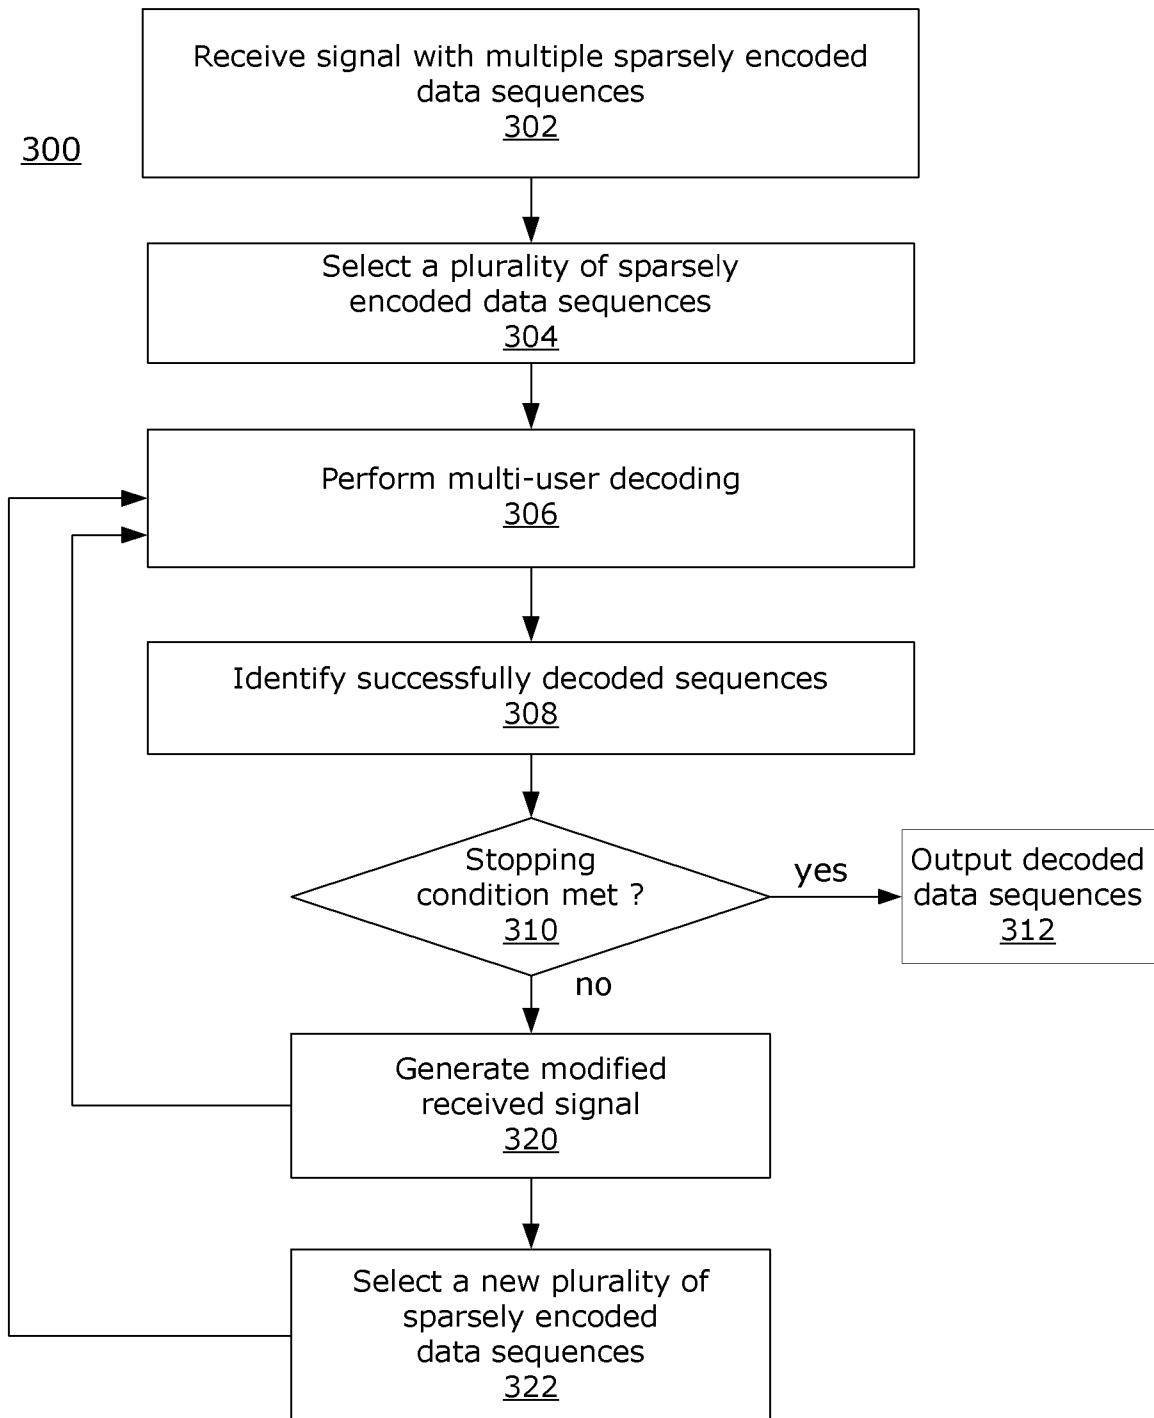 Receive signal with multiple sparsely encoded
data sequences
302
300
Select a plurality of sparsely
encoded data sequences
304
Perform multi-user decoding
306
Identify successfully decoded sequences
308
Stopping
condition met ?
310
yes
Output decoded
data sequences
312
no
Generate modified
received signal
320
Select a new plurality of
sparsely encoded
data sequences
322